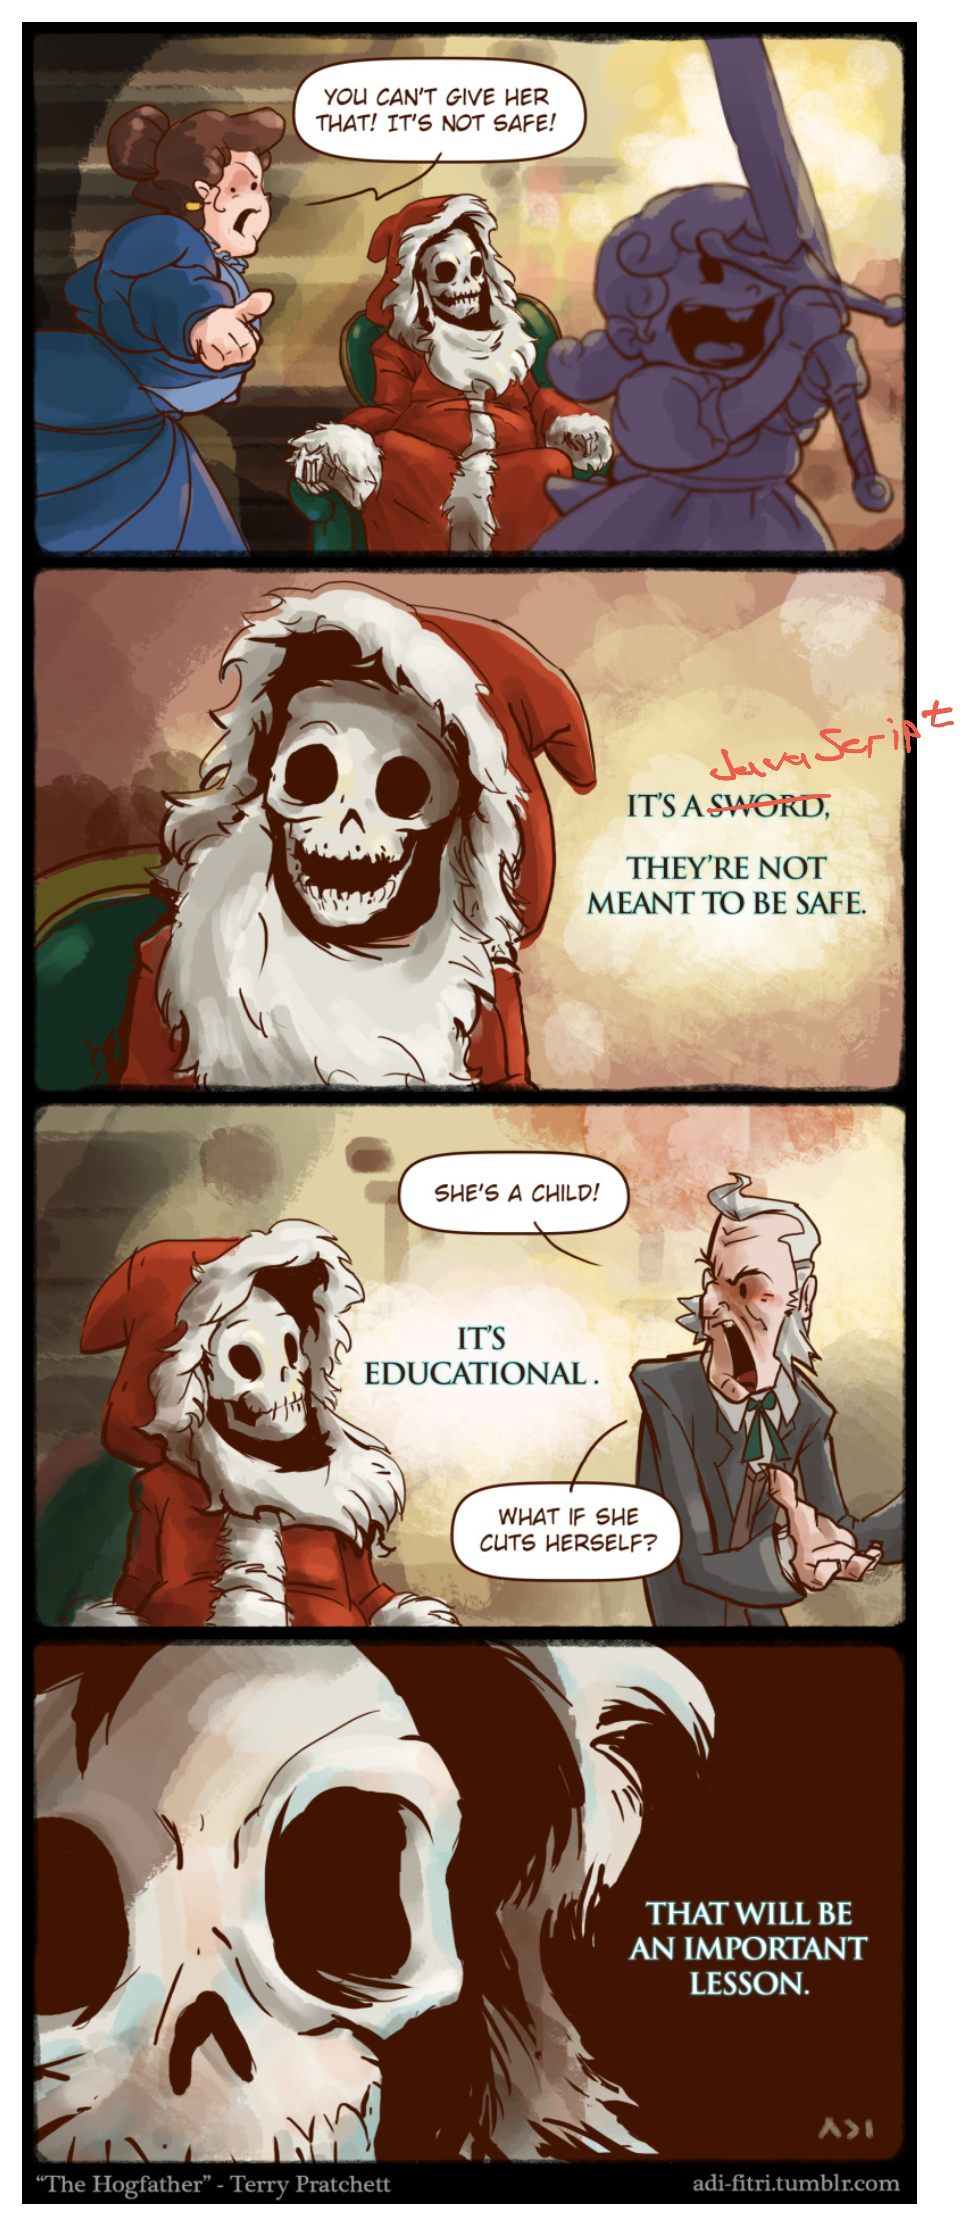 YOU CAN'T GIVE HER
THAT! IT'S NOT SAFE!
JavaScript
IT'S A SWORD,
THEY'RE NOT
MEANT TO BE SAFE.
SHE'S A CHILD!
IT'S
EDUCATIONAL.
WHAT IF SHE
CUTS HERSELF?
THAT WILL BE
AN IMPORTANT
LESSON.
ADI
"The Hogfather" - Terry Pratchett
adi-fitri.tumblr.com